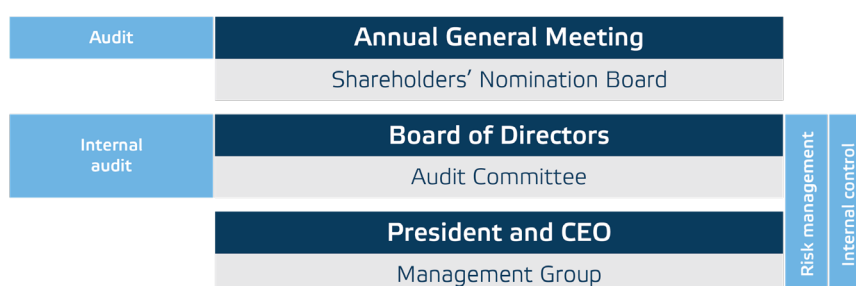 Audit
Annual General Meeting
Shareholders’ Nomination Board
Internal
audit
Board of Directors
Audit Committee
President and CEO
Management Group
Risk management
Internal control